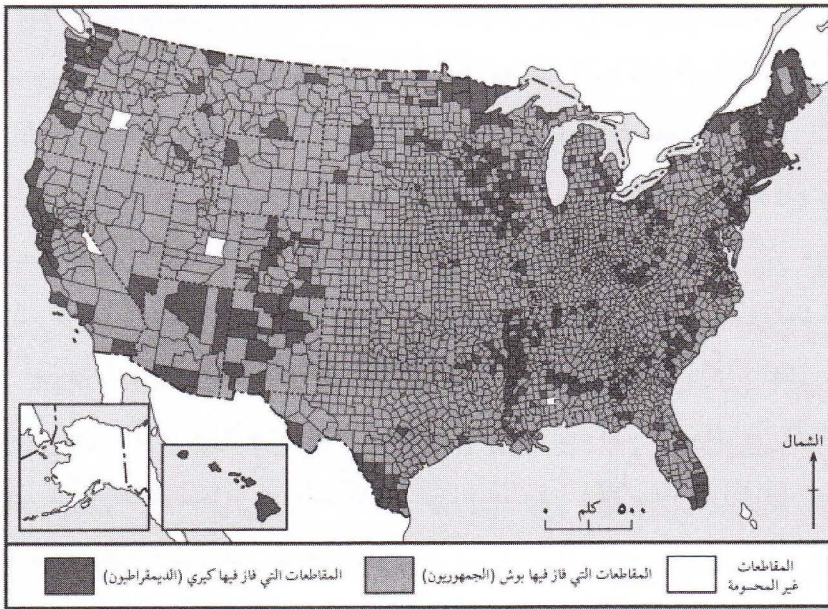 الشمال
٠ كلم ٥٠٠
المقاطعات التي فاز فيها كيري (الديمقراطيون)
المقاطعات التي فاز فيها بوش (الجمهوريون)
المقاطعات
غير المحسومة